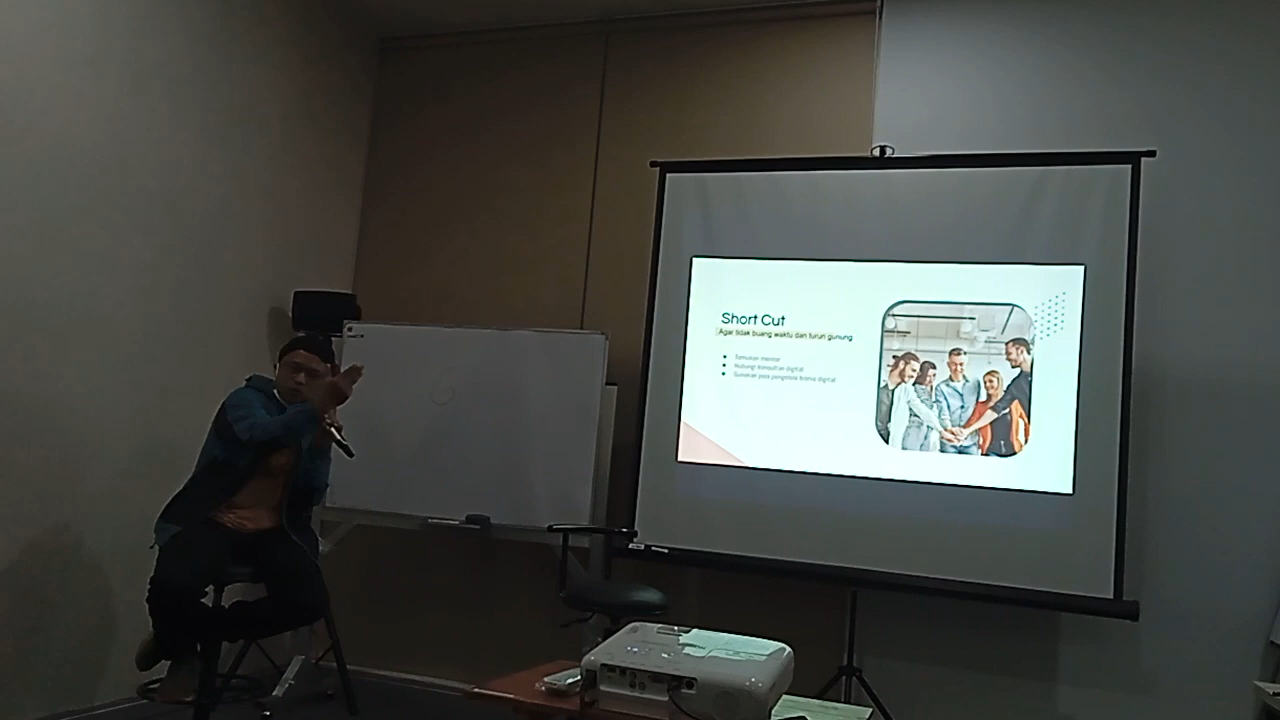 Short Cut
Agar tidak buang waktu dan turun gunung
Temukan mentor
Hubungi konsultan digital
Gunakan jasa pengelola bisnis digital